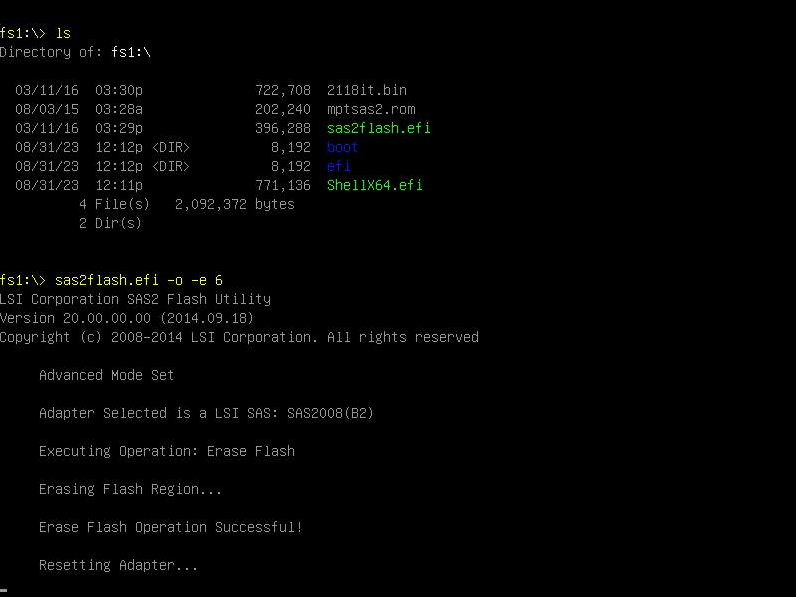 fs1:\> ls
Directory of: fs1:\
03/11/16 03:30p 722,708 2118it.bin
08/03/15 03:28a 202,240 mptsas2.rom
03/11/16 03:29p 396,288 sas2flash.efi
08/31/23 12:12p <DIR> 8,192 boot
08/31/23 12:12p <DIR> 8,192 efi
08/31/23 12:11p 771,136 ShellX64.efi
4 File(s) 2,092,372 bytes
2 Dir(s)
fs1:\> sas2flash.efi -o -e 6
LSI Corporation SAS2 Flash Utility
Version 20.00.00.00 (2014.09.18)
Copyright (c) 2008-2014 LSI Corporation. All rights reserved
Advanced Mode Set
Adapter Selected is a LSI SAS: SAS2008(B2)
Executing Operation: Erase Flash
Erasing Flash Region...
Erase Flash Operation Successful!
Resetting Adapter...